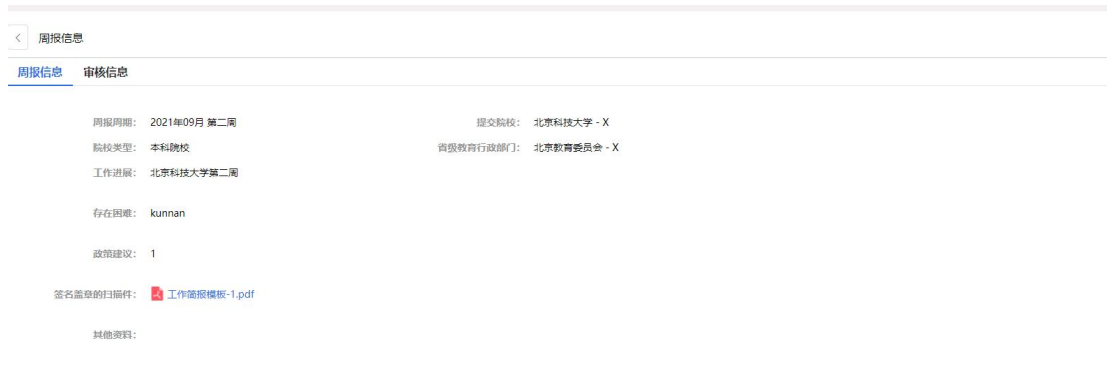 周报信息
周报信息 审核信息
周报周期： 2021年09月 第二周 提交院校： 北京科技大学 - X
院校类型： 本科院校 省级教育行政部门： 北京教育委员会 - X
工作进展： 北京科技大学第二周
存在困难： kunnan
政策建议： 1
签名盖章的扫描件： 工作简报模板-1.pdf
其他资料：